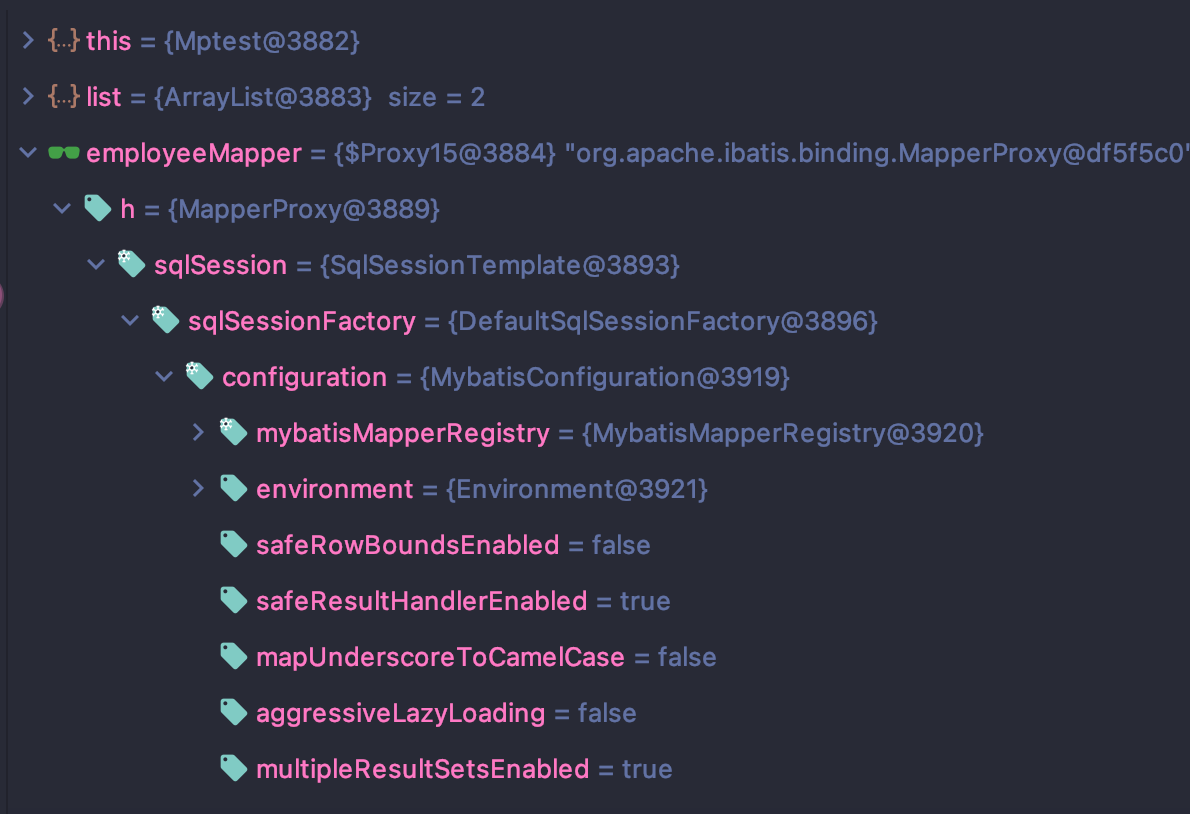 {...} this = {Mptest@3882}
{...} list = {ArrayList@3883} size = 2
employeeMapper = {$Proxy15@3884} "org.apache.ibatis.binding.MapperProxy@df5f5c0"
h = {MapperProxy@3889}
sqlSession = {SqlSessionTemplate@3893}
sqlSessionFactory = {DefaultSqlSessionFactory@3896}
configuration = {MybatisConfiguration@3919}
mybatisMapperRegistry = {MybatisMapperRegistry@3920}
environment = {Environment@3921}
safeRowBoundsEnabled = false
safeResultHandlerEnabled = true
mapUnderscoreToCamelCase = false
aggressiveLazyLoading = false
multipleResultSetsEnabled = true